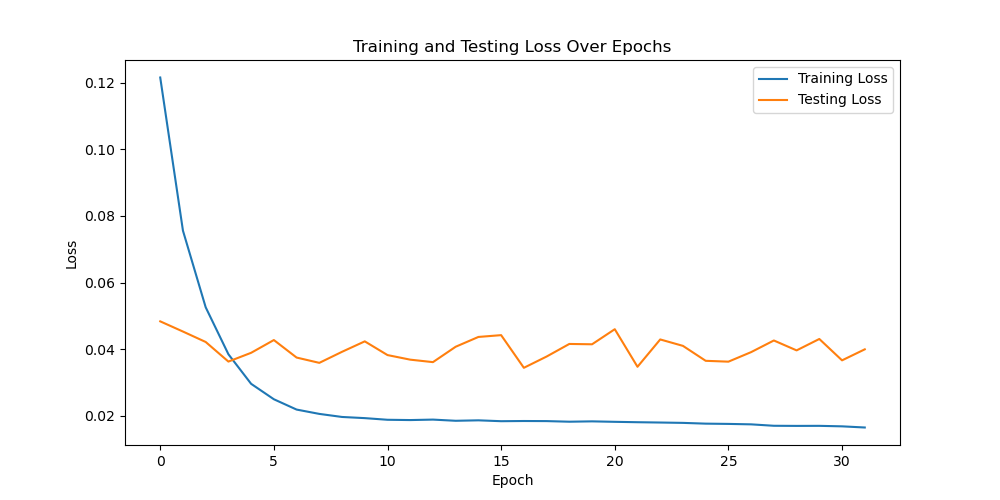 Training and Testing Loss Over Epochs
Training Loss
Testing Loss
0.12
0.10
0.08
0.06
0.04
0.02
Loss
0 5 10 15 20 25 30
Epoch